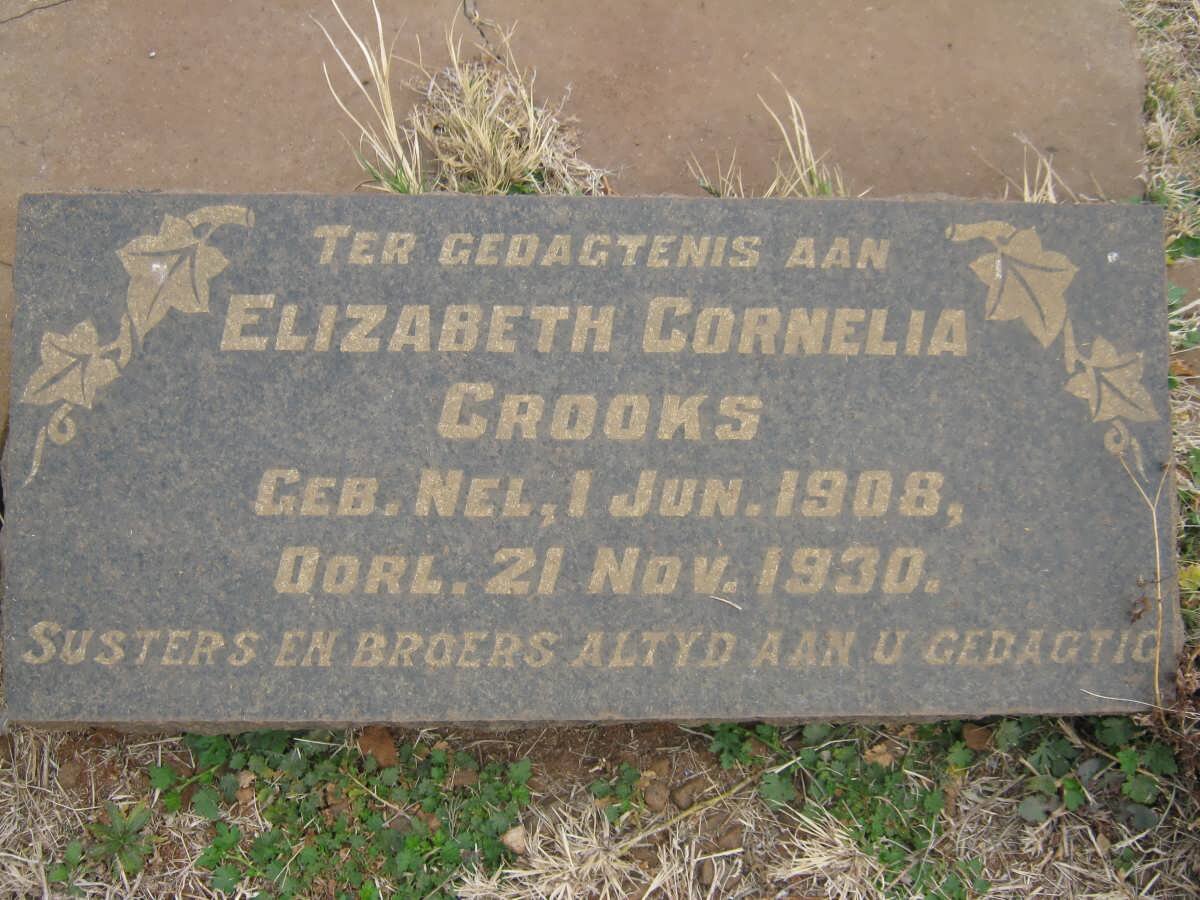 TER GEDAGTENIS AAN
ELIZABETH CORNELIA
CROOKS
GEB. NEL, 1 JUN. 1908,
OORL. 21 NOV. 1930.
SUSTERS EN BROERS ALTYD AAN U GEDAGTIG